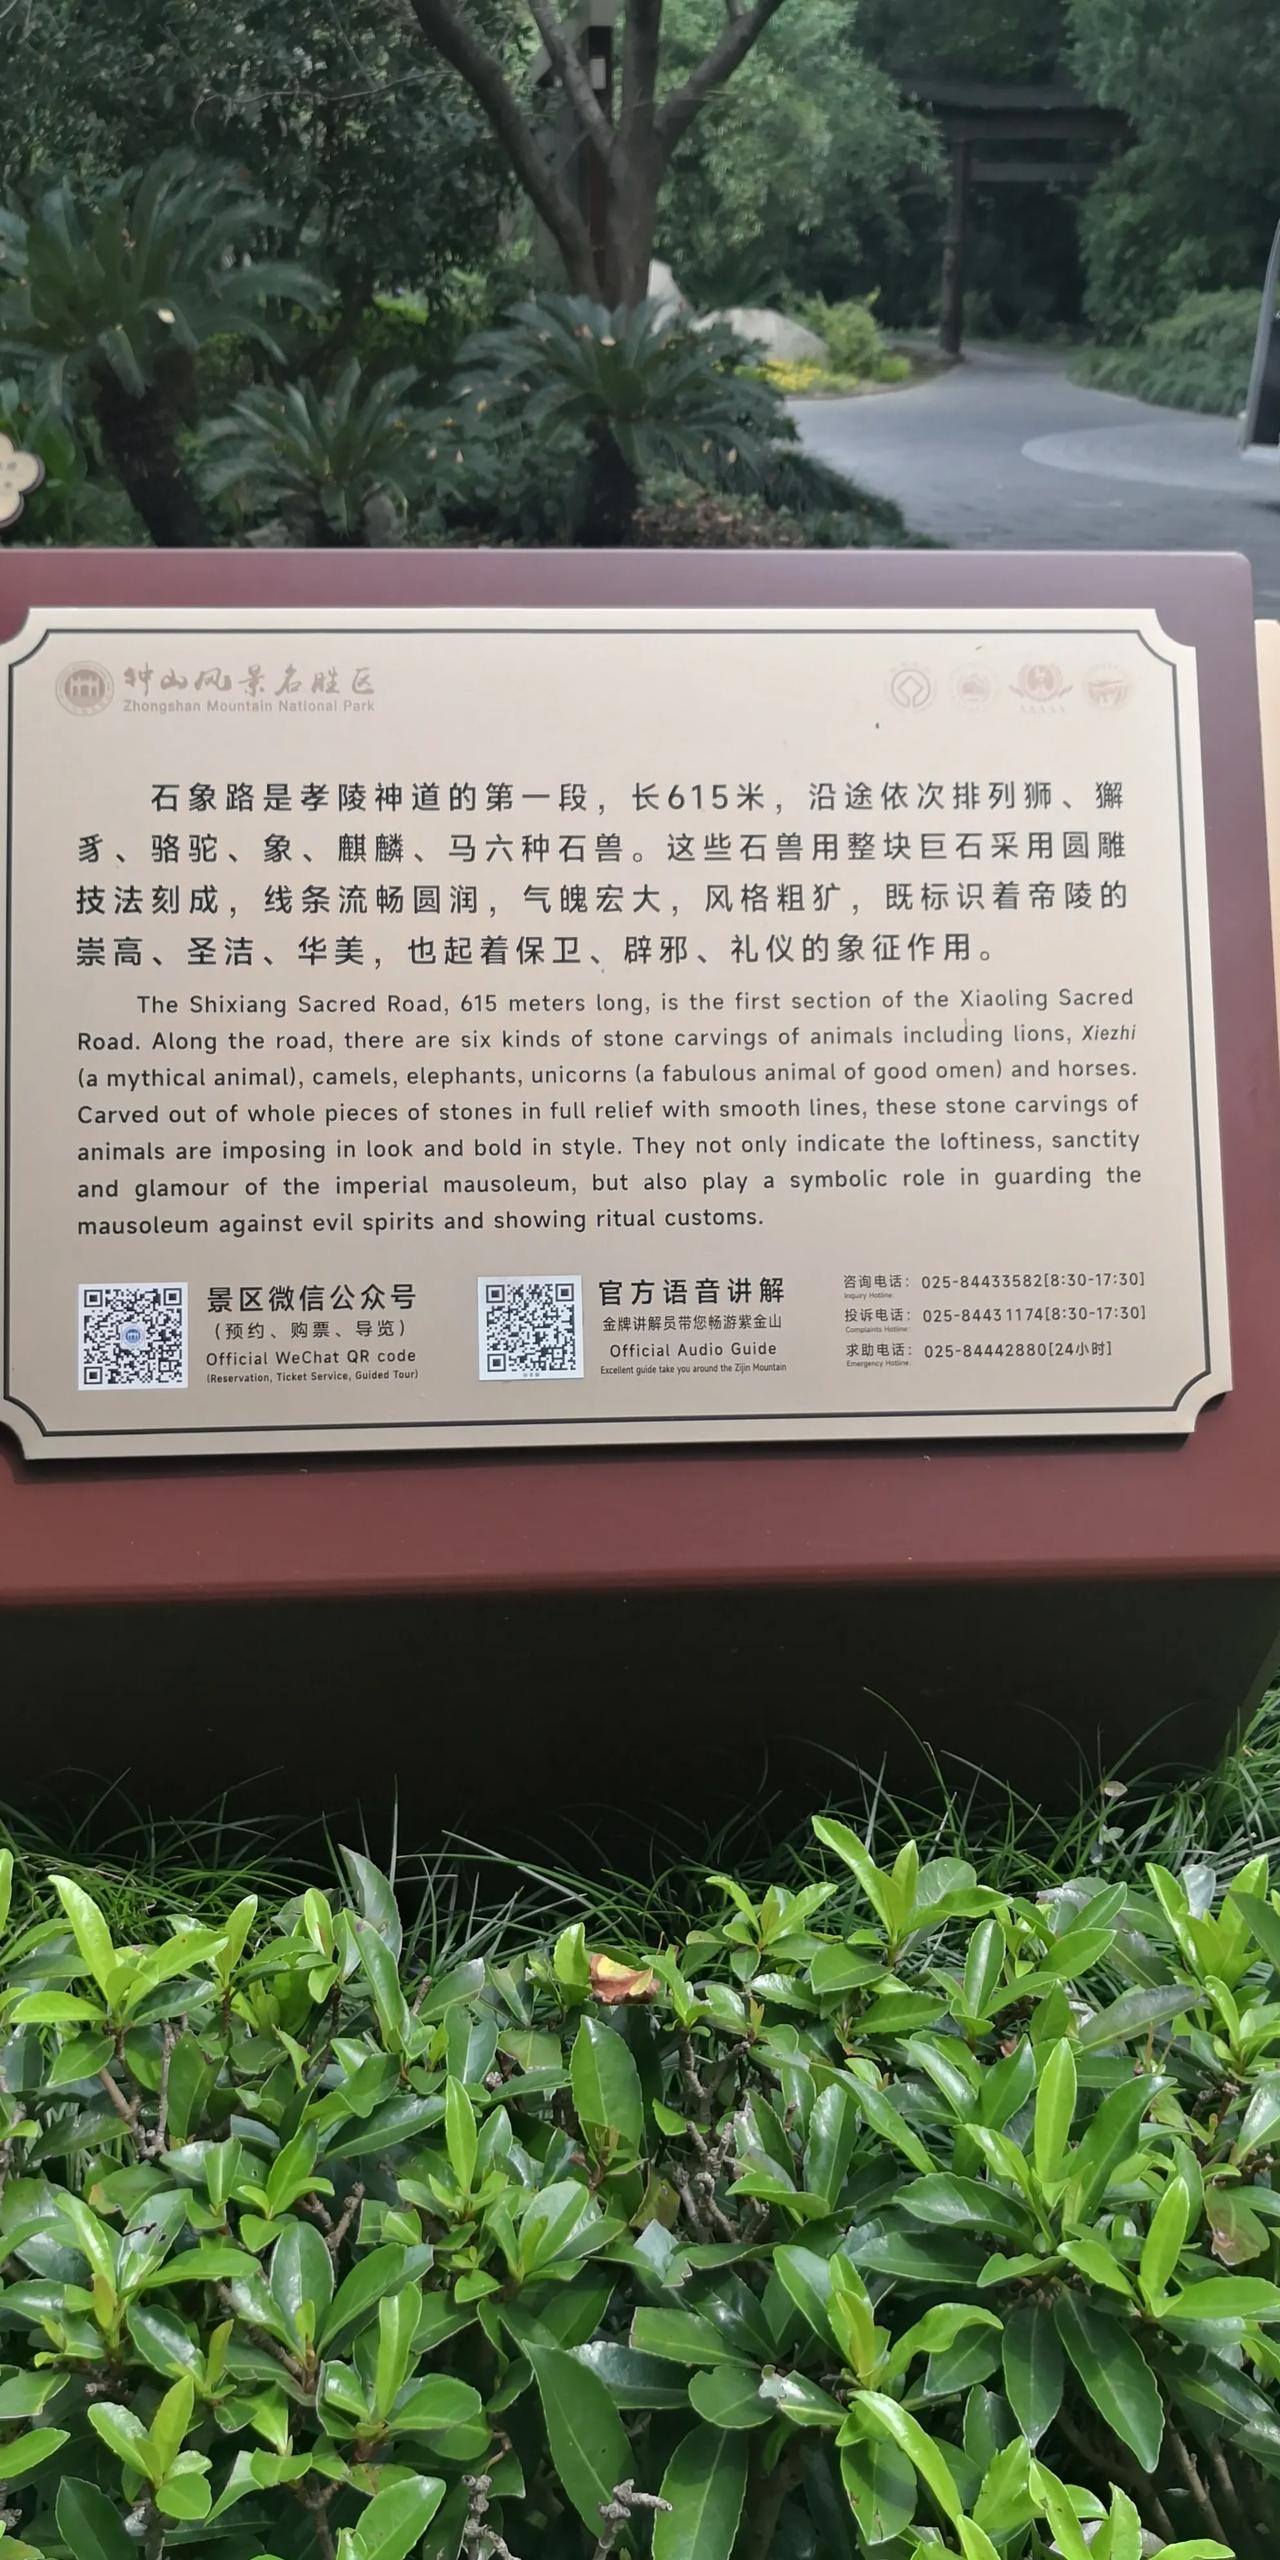 钟山风景名胜区
Zhongshan Mountain National Park
AAAAA
石象路是孝陵神道的第一段，长615米，沿途依次排列狮、獬
豸、骆驼、象、麒麟、马六种石兽。这些石兽用整块巨石采用圆雕
技法刻成，线条流畅圆润，气魄宏大，风格粗犷，既标识着帝陵的
崇高、圣洁、华美，也起着保卫、辟邪、礼仪的象征作用。
The Shixiang Sacred Road, 615 meters long, is the first section of the Xiaoling Sacred
Road. Along the road, there are six kinds of stone carvings of animals including lions, Xiezhi
(a mythical animal), camels, elephants, unicorns (a fabulous animal of good omen) and horses.
Carved out of whole pieces of stones in full relief with smooth lines, these stone carvings of
animals are imposing in look and bold in style. They not only indicate the loftiness, sanctity
and glamour of the imperial mausoleum, but also play a symbolic role in guarding the
mausoleum against evil spirits and showing ritual customs.
景区微信公众号
（预约、购票、导览）
Official WeChat QR code
(Reservation, Ticket Service, Guided Tour)
官方语音讲解
金牌讲解员带您畅游紫金山
Official Audio Guide
Excellent guide take you around the Zijin Mountain
咨询电话：025-84433582[8:30-17:30]
Inquiry Hotline:
投诉电话：025-84431174[8:30-17:30]
Complaints Hotline:
求助电话：025-84442880[24小时]
Emergency Hotline: